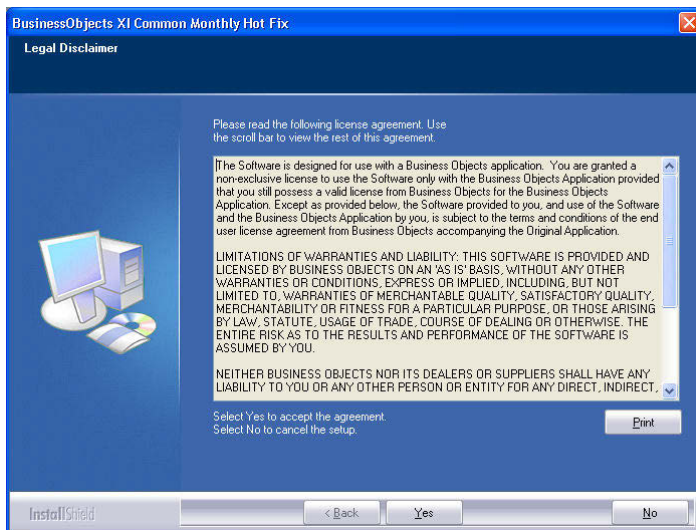 BusinessObjects XI Common Monthly Hot Fix
Legal Disclaimer
Please read the following license agreement. Use
the scroll bar to view the rest of this agreement.
The Software is designed for use with a Business Objects application. You are granted a
non-exclusive license to use the Software only with the Business Objects Application provided
that you still possess a valid license from Business Objects for the Business Objects
Application. Except as provided below, the Software provided to you, and use of the Software
and the Business Objects Application by you, is subject to the terms and conditions of the end
user license agreement from Business Objects accompanying the Original Application.
LIMITATIONS OF WARRANTIES AND LIABILITY: THIS SOFTWARE IS PROVIDED AND
LICENSED BY BUSINESS OBJECTS ON AN 'AS IS' BASIS, WITHOUT ANY OTHER
WARRANTIES OR CONDITIONS, EXPRESS OR IMPLIED, INCLUDING, BUT NOT
LIMITED TO, WARRANTIES OF MERCHANTABLE QUALITY, SATISFACTORY QUALITY,
MERCHANTABILITY OR FITNESS FOR A PARTICULAR PURPOSE, OR THOSE ARISING
BY LAW, STATUTE, USAGE OF TRADE, COURSE OF DEALING OR OTHERWISE. THE
ENTIRE RISK AS TO THE RESULTS AND PERFORMANCE OF THE SOFTWARE IS
ASSUMED BY YOU.
NEITHER BUSINESS OBJECTS NOR ITS DEALERS OR SUPPLIERS SHALL HAVE ANY
LIABILITY TO YOU OR ANY OTHER PERSON OR ENTITY FOR ANY DIRECT, INDIRECT,
Select Yes to accept the agreement.
Select No to cancel the setup.
Print
InstallShield
< Back
Yes
No